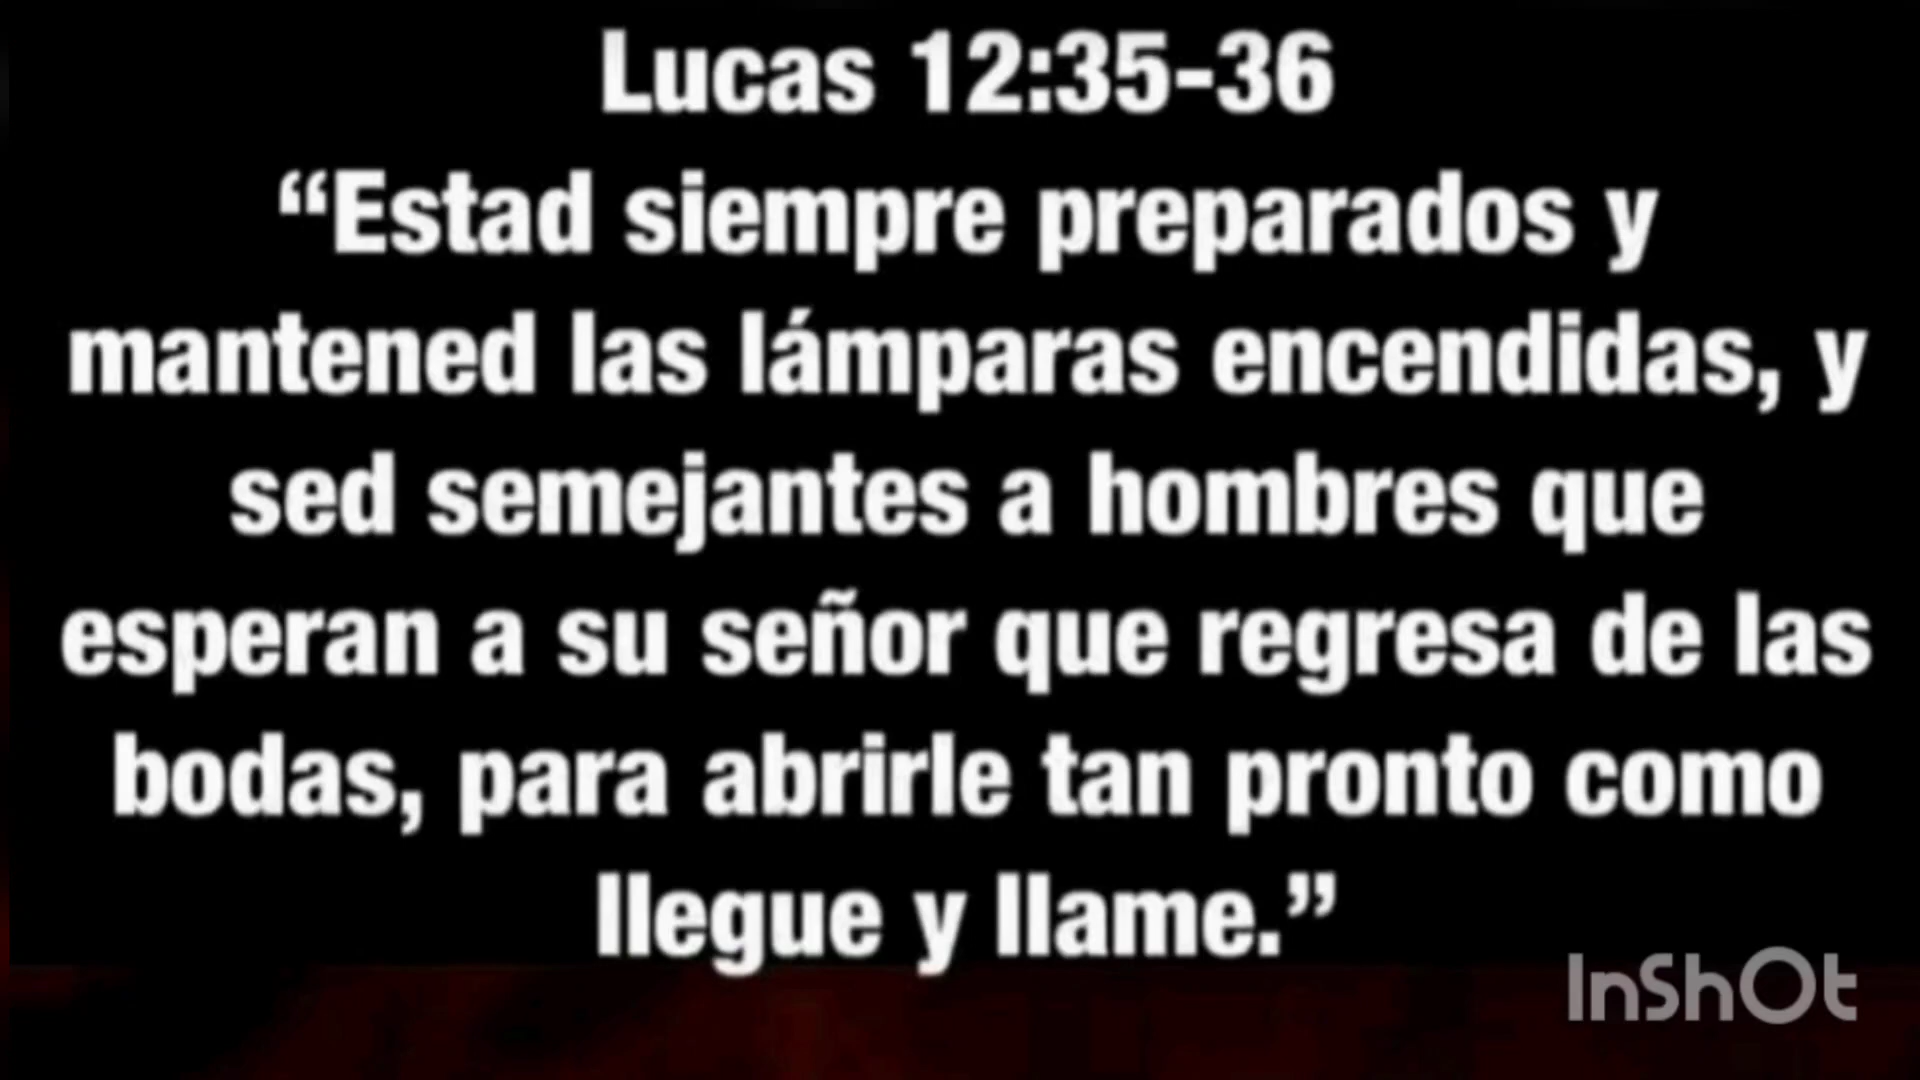 Lucas 12:35-36
“Estad siempre preparados y
mantened las lámparas encendidas, y
sed semejantes a hombres que
esperan a su señor que regresa de las
bodas, para abrirle tan pronto como
llegue y llame.”
InShOt